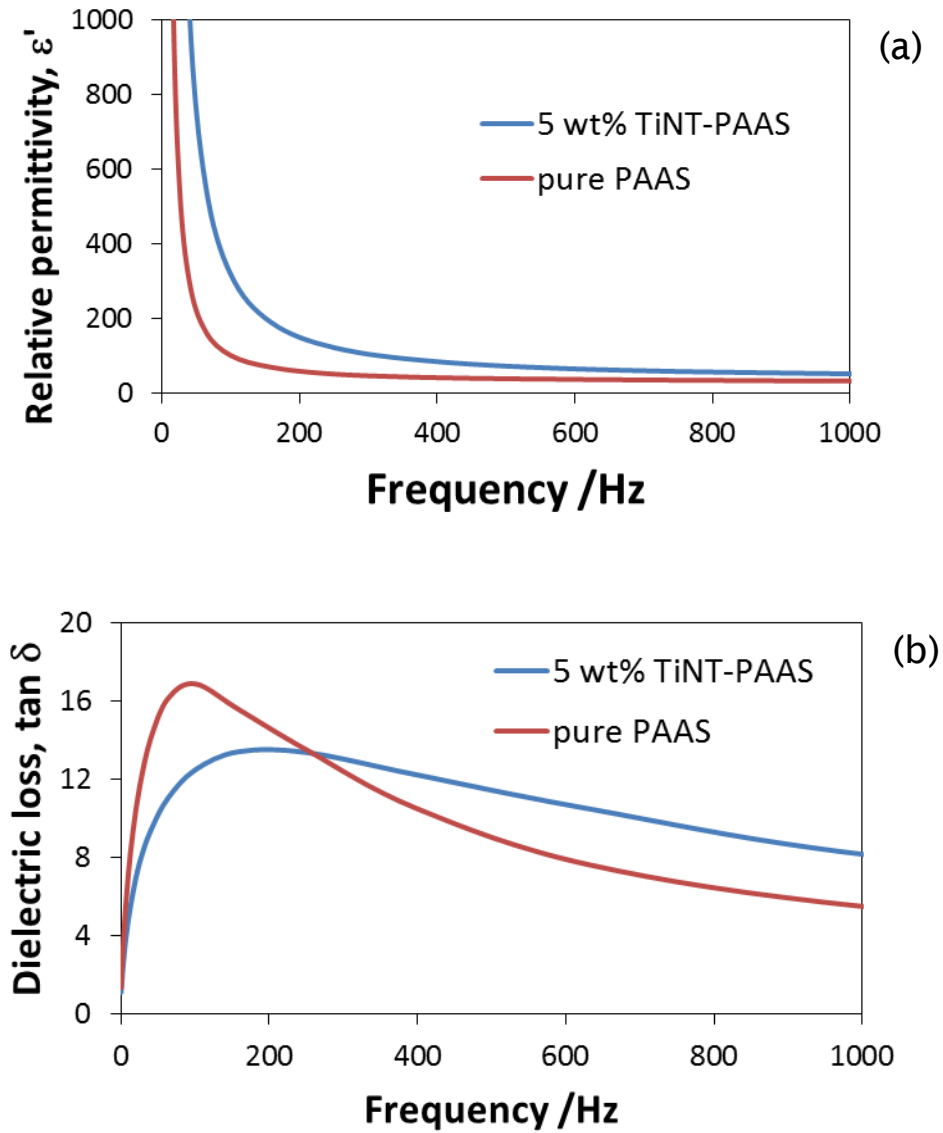 Relative permittivity, ε'
1000
800
600
400
200
0
(a)
5 wt% TiNT-PAAS
pure PAAS
0 200 400 600 800 1000
Frequency /Hz
Dielectric loss, tan δ
20
16
12
8
4
0
(b)
5 wt% TiNT-PAAS
pure PAAS
0 200 400 600 800 1000
Frequency /Hz